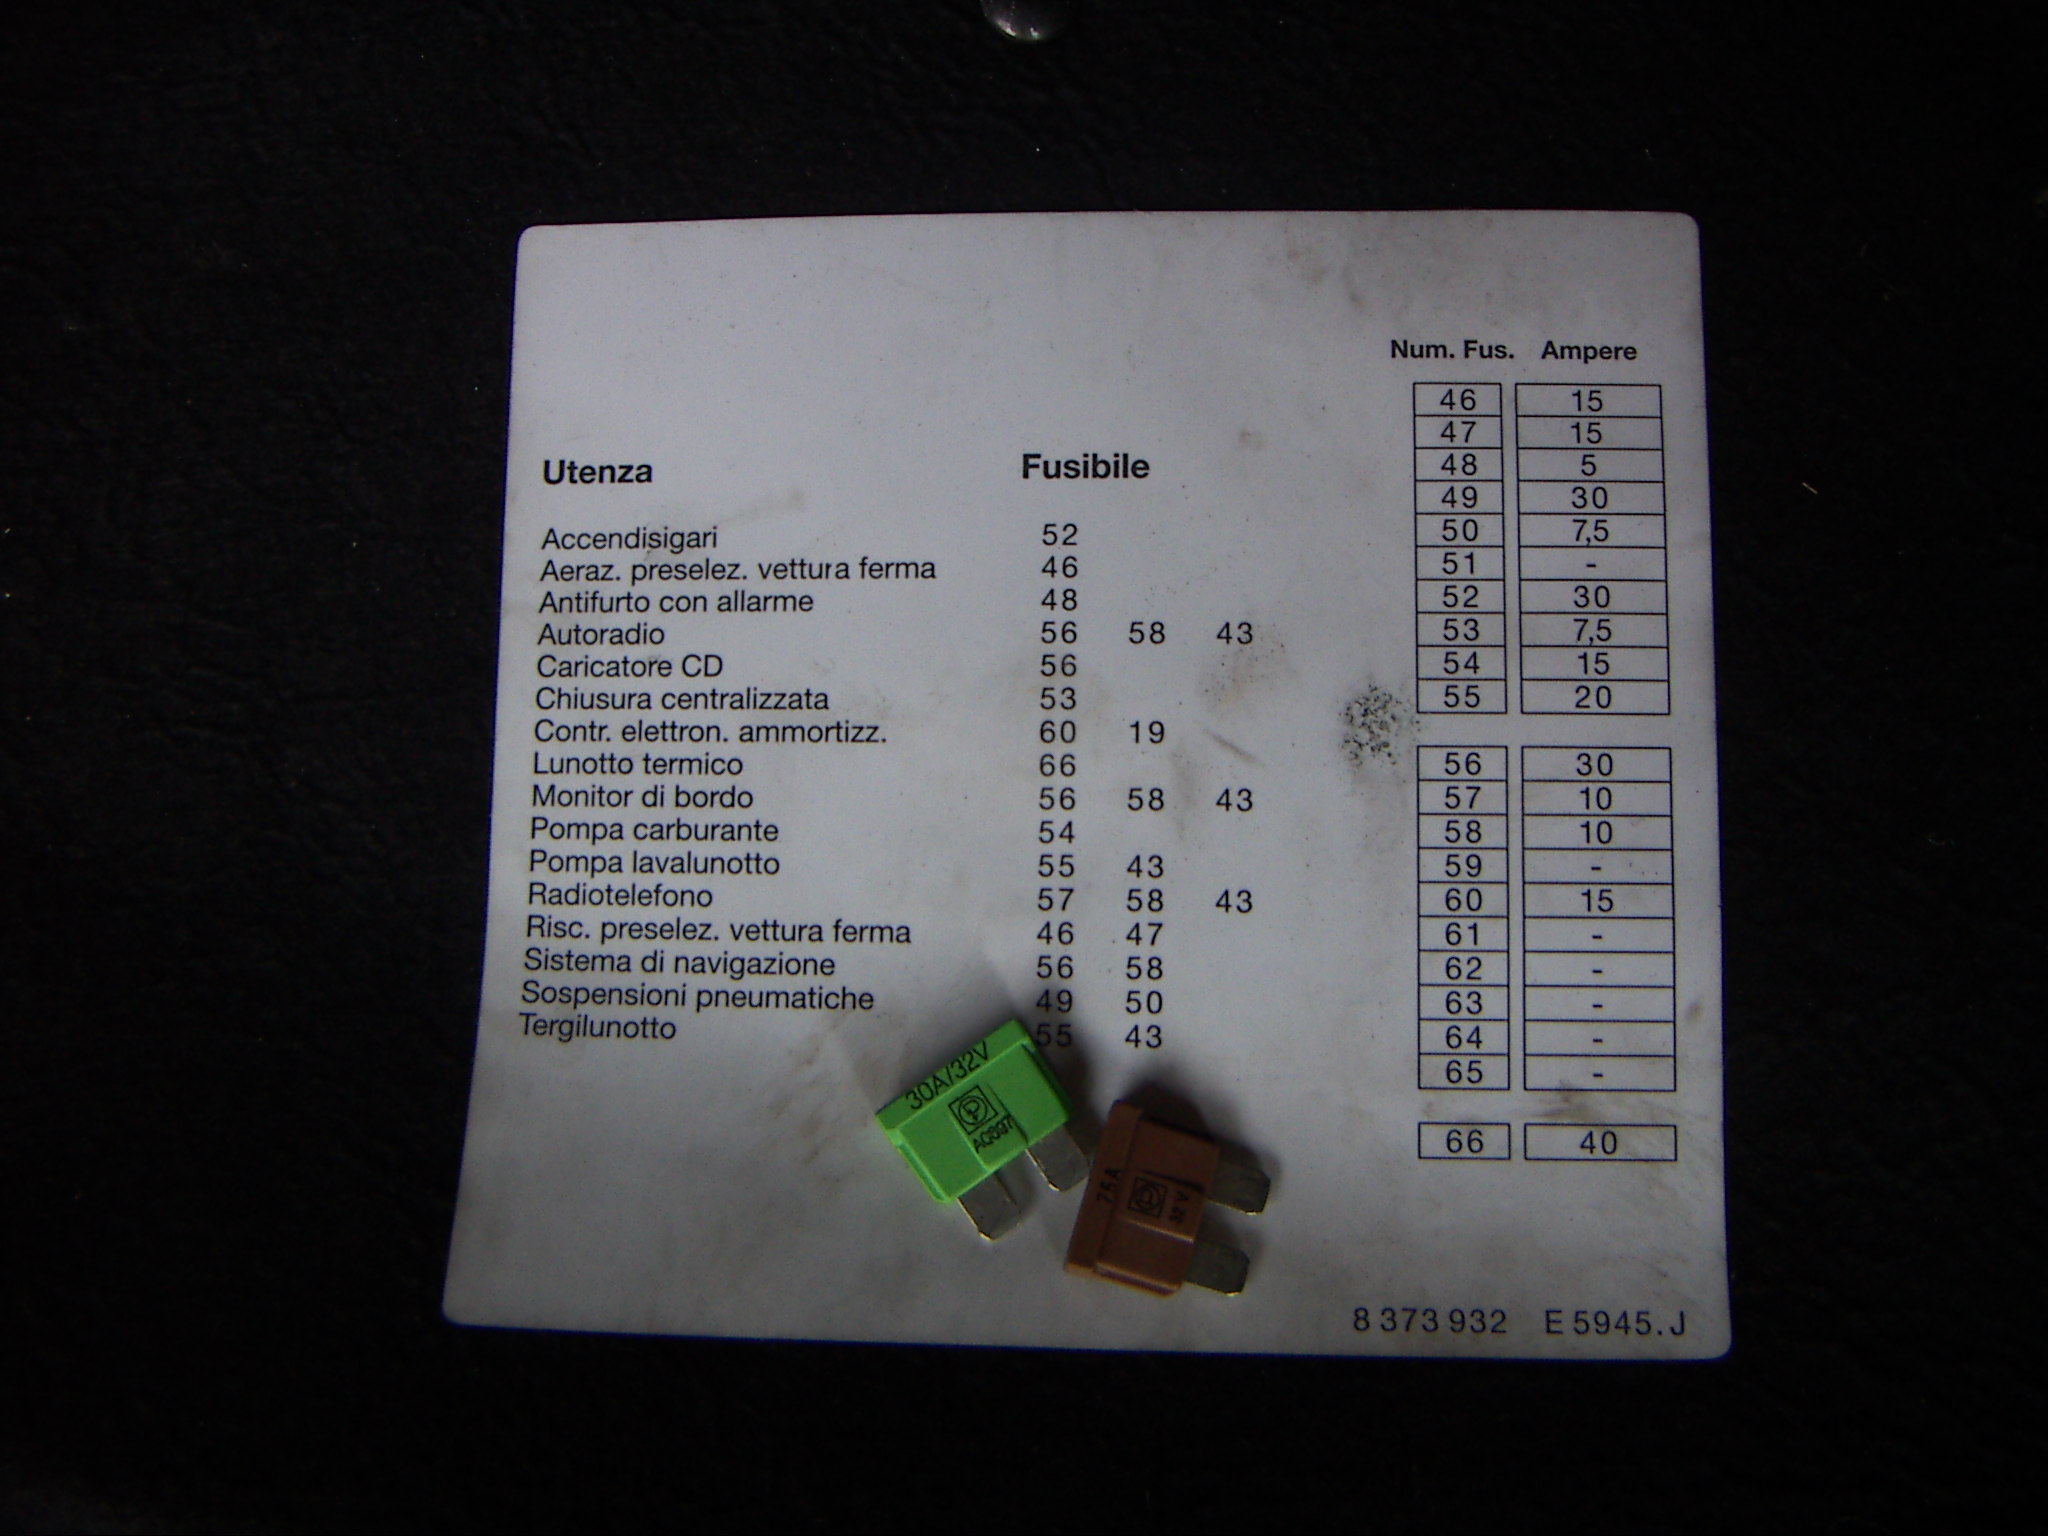 Num. Fus. Ampere
46 15
47 15
48 5
49 30
50 7,5
51 -
52 30
53 7,5
54 15
55 20
56 30
57 10
58 10
59 -
60 15
61 -
62 -
63 -
64 -
65 -
66 40
Utenza Fusibile
Accendisigari 52
Aeraz. preselez. vettura ferma 46
Antifurto con allarme 48
Autoradio 56 58 43
Caricatore CD 56
Chiusura centralizzata 53
Contr. elettron. ammortizz. 60 19
Lunotto termico 66
Monitor di bordo 56 58 43
Pompa carburante 54
Pompa lavalunotto 55 43
Radiotelefono 57 58 43
Risc. preselez. vettura ferma 46 47
Sistema di navigazione 56 58
Sospensioni pneumatiche 49 50
Tergilunotto 55 43
30A/32V
32 V
8 373 932 E 5945.J